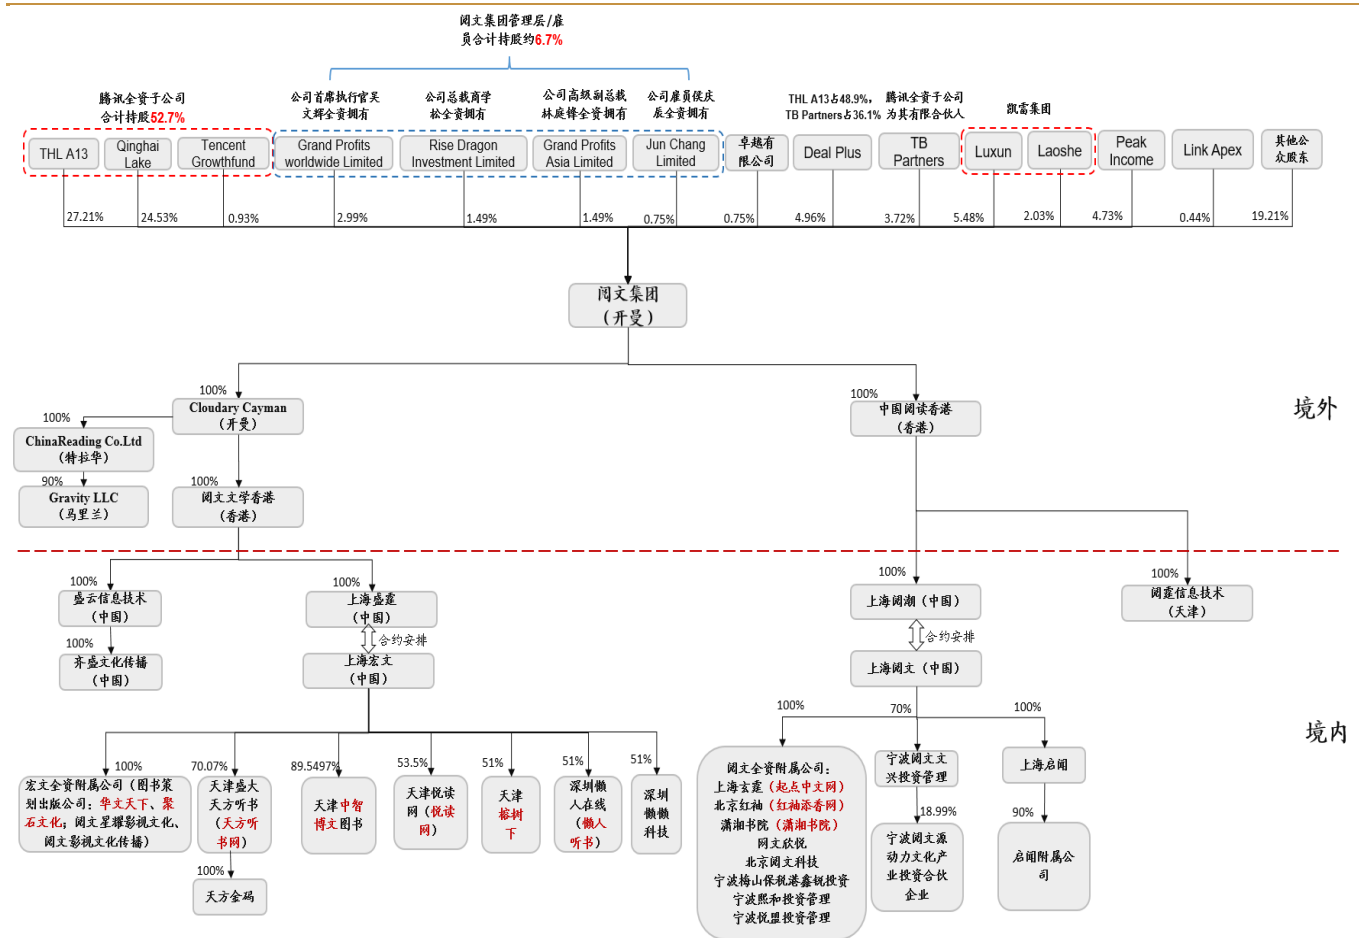 阅文集团管理层/雇
员合计持股约6.7%
腾讯全资子公司
合计持股52.7%
公司首席执行官吴
文辉全资拥有
公司总裁商学
松全资拥有
公司高级副总裁
林庭锋全资拥有
公司雇员侯庆
辰全资拥有
THL A13占48.9%,
TB Partners占36.1%
腾讯全资子公司
为其有限合伙人
凯雷集团
THL A13
Qinghai
Lake
Tencent
Growthfund
Grand Profits
worldwide Limited
Rise Dragon
Investment Limited
Grand Profits
Asia Limited
Jun Chang
Limited
卓越有
限公司
Deal Plus
TB
Partners
Luxun
Laoshe
Peak
Income
Link Apex
其他公
众股东
27.21%
24.53%
0.93%
2.99%
1.49%
1.49%
0.75%
0.75%
4.96%
3.72%
5.48%
2.03%
4.73%
0.44%
19.21%
阅文集团
（开曼）
境外
100%
Cloudary Cayman
（开曼）
100%
中国阅读香港
（香港）
100%
ChinaReading Co.Ltd
（特拉华）
90%
Gravity LLC
（马里兰）
100%
阅文文学香港
（香港）
100%
盛云信息技术
（中国）
100%
上海盛霆
（中国）
100%
上海阅潮（中国）
100%
阅霆信息技术
（天津）
100%
齐盛文化传播
（中国）
合约安排
上海宏文
（中国）
合约安排
上海阅文（中国）
境内
100%
宏文全资附属公司（图书策
划出版公司：华文天下、聚
石文化；阅文星耀影视文化、
阅文影视文化传播）
70.07%
天津盛大
天方听书
（天方听
书网）
100%
天方金码
89.5497%
天津中智
博文图书
53.5%
天津悦读
网（悦读
网）
51%
天津
榕树
下
51%
深圳懒
人在线
（懒人
听书）
51%
深圳
懒懒
科技
100%
阅文全资附属公司：
上海玄霆（起点中文网）
北京红袖（红袖添香网）
潇湘书院（潇湘书院）
网文欣悦
北京阅文科技
宁波梅山保税港鑫锐投资
宁波熙和投资管理
宁波悦盟投资管理
70%
宁波阅文文
兴投资管理
18.99%
宁波阅文源
动力文化产
业投资合伙
企业
100%
上海启闻
90%
启闻附属公
司